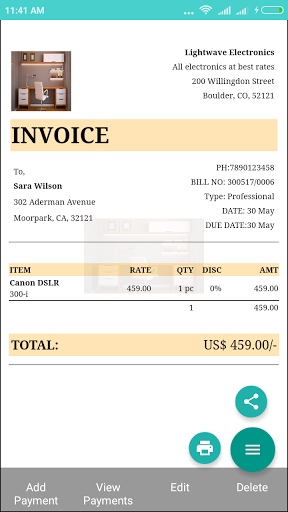 11:41 AM
Lightwave Electronics
All electronics at best rates
200 Willingdon Street
Boulder, CO, 52121
INVOICE
To,
Sara Wilson
302 Aderman Avenue
Moorpark, CA, 32121
PH:7890123458
BILL NO: 300517/0006
Type: Professional
DATE: 30 May
DUE DATE:30 May
ITEM RATE QTY DISC AMT
Canon DSLR 459.00 1 pc 0% 459.00
300-i
1 459.00
TOTAL: US$ 459.00/-
Add Payment
View Payments
Edit
Delete